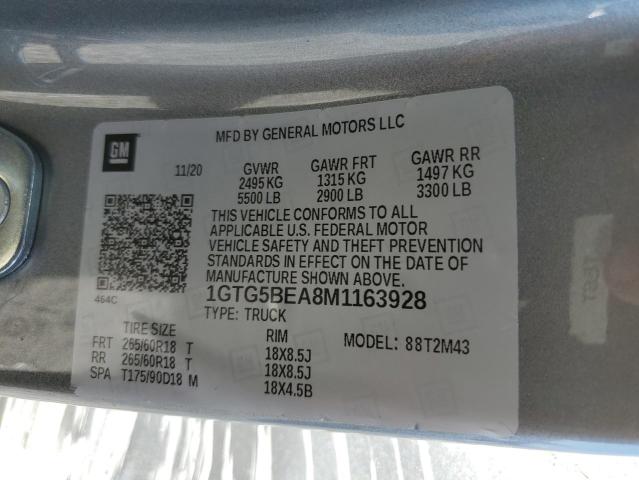 GM
MFD BY GENERAL MOTORS LLC
11/20 GVWR GAWR FRT GAWR RR
2495 KG 1315 KG 1497 KG
5500 LB 2900 LB 3300 LB
THIS VEHICLE CONFORMS TO ALL
APPLICABLE U.S. FEDERAL MOTOR
VEHICLE SAFETY AND THEFT PREVENTION
STANDARDS IN EFFECT ON THE DATE OF
MANUFACTURE SHOWN ABOVE.
464C
1GTG5BEA8M1163928
TYPE: TRUCK
TIRE SIZE RIM MODEL: 88T2M43
FRT 265/60R18 T 18X8.5J
RR 265/60R18 T 18X8.5J
SPA T175/90D18 M 18X4.5B